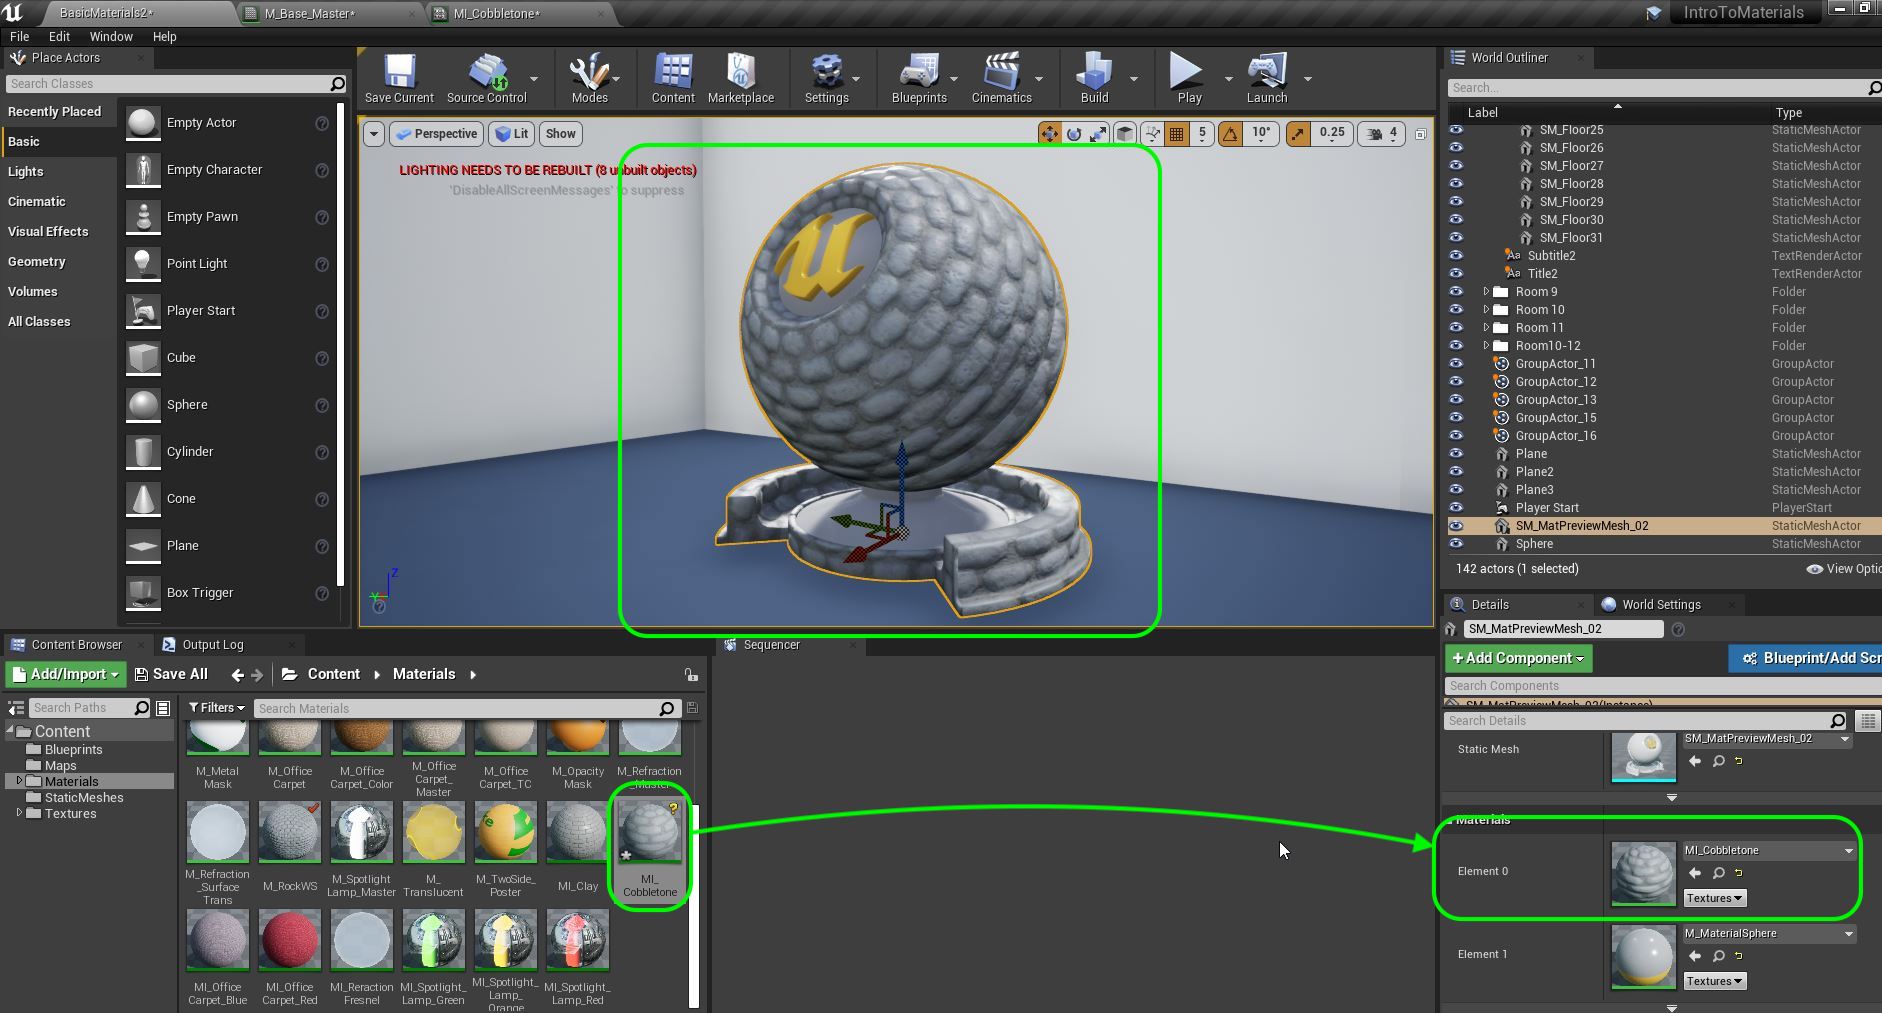 BasicMaterials2*
M_Base_Master*
MI_Cobbletone*
IntroToMaterials
File Edit Window Help
Place Actors
Search Classes
Recently Placed
Basic
Lights
Cinematic
Visual Effects
Geometry
Volumes
All Classes
Empty Actor
Empty Character
Empty Pawn
Point Light
Player Start
Cube
Sphere
Cylinder
Cone
Plane
Box Trigger
Save Current
Source Control
Modes
Content
Marketplace
Settings
Blueprints
Cinematics
Build
Play
Launch
Perspective
Lit
Show
5
10°
0.25
4
LIGHTING NEEDS TO BE REBUILT (8 unbuilt objects)
'DisableAllScreenMessages' to suppress
Z
Y
World Outliner
Search...
Label Type
SM_Floor25 StaticMeshActor
SM_Floor26 StaticMeshActor
SM_Floor27 StaticMeshActor
SM_Floor28 StaticMeshActor
SM_Floor29 StaticMeshActor
SM_Floor30 StaticMeshActor
SM_Floor31 StaticMeshActor
Subtitle2 TextRenderActor
Title2 TextRenderActor
Room 9 Folder
Room 10 Folder
Room 11 Folder
Room10-12 Folder
GroupActor_11 GroupActor
GroupActor_12 GroupActor
GroupActor_13 GroupActor
GroupActor_15 GroupActor
GroupActor_16 GroupActor
Plane StaticMeshActor
Plane2 StaticMeshActor
Plane3 StaticMeshActor
Player Start PlayerStart
SM_MatPreviewMesh_02 StaticMeshActor
Sphere StaticMeshActor
142 actors (1 selected)
View Optio
Details
World Settings
SM_MatPreviewMesh_02
+Add Component
Blueprint/Add Scr
Search Components
SM_MatPreviewMesh_02(Instance)
Search Details
Static Mesh
SM_MatPreviewMesh_02
Materials
Element 0
MI_Cobbletone
Textures
Element 1
M_MaterialSphere
Textures
Content Browser
Output Log
Sequencer
Add/Import
Save All
Content
Materials
Search Paths
Filters
Search Materials
Content
Blueprints
Maps
Materials
StaticMeshes
Textures
M_Metal
Mask
M_Office
Carpet
M_Office
Carpet_Color
M_Office
Carpet_
Master
M_Office
Carpet_TC
M_Opacity
Mask
M_Refraction
_Master
M_Refraction
_Surface
Trans
M_RockWS
M_Spotlight
Lamp_Master
M_
Translucent
M_TwoSide_
Poster
MI_Clay
MI_
Cobbletone
MI_Office
Carpet_Blue
MI_Office
Carpet_Red
MI_Reraction
Fresnel
MI_Spotlight_
Lamp_Green
MI_Spotlight_
Lamp_
Orange
MI_Spotlight_
Lamp_Red